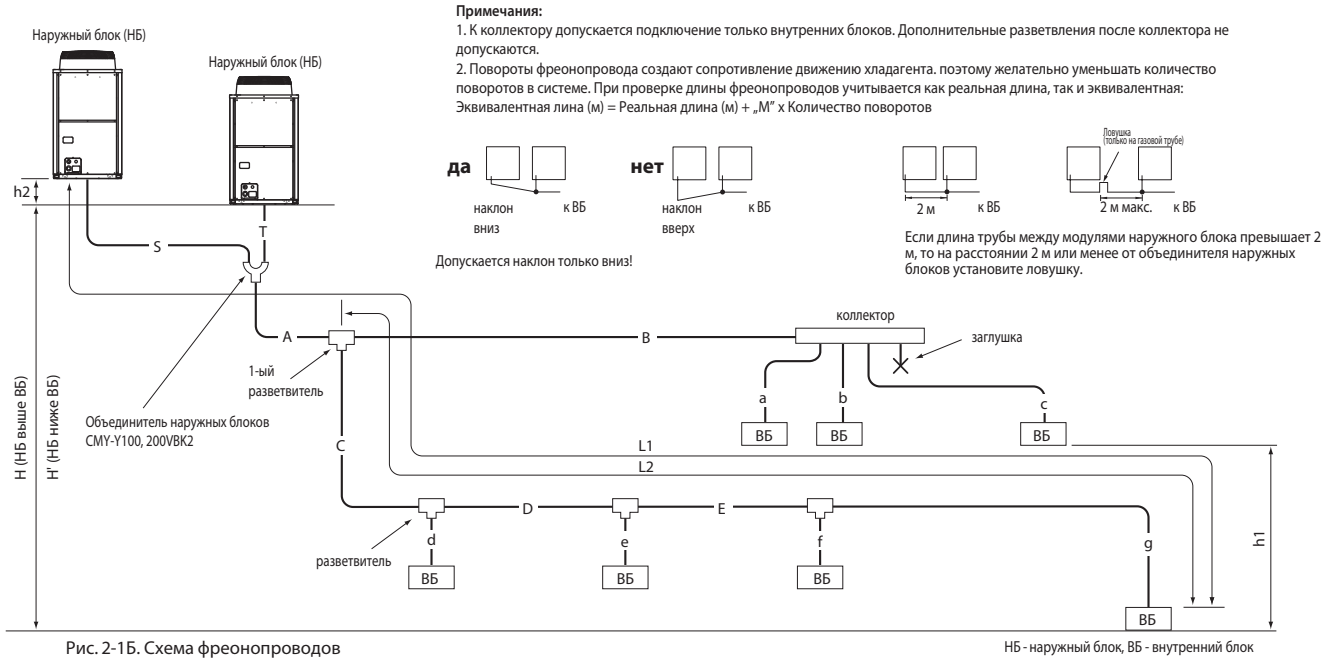 Примечания:
1. К коллектору допускается подключение только внутренних блоков. Дополнительные разветвления после коллектора не
допускаются.
2. Повороты фреонопровода создают сопротивление движению хладагента. поэтому желательно уменьшать количество
поворотов в системе. При проверке длины фреонопроводов учитывается как реальная длина, так и эквивалентная:
Эквивалентная лина (м) = Реальная длина (м) + „М” x Количество поворотов
Наружный блок (НБ)
Наружный блок (НБ)
h2
S
T
да
наклон
вниз
к ВБ
нет
наклон
вверх
к ВБ
Допускается наклон только вниз!
2 м
к ВБ
Ловушка
(только на газовой трубе)
2 м макс.
к ВБ
Если длина трубы между модулями наружного блока превышает 2
м, то на расстоянии 2 м или менее от объединителя наружных
блоков установите ловушку.
A
B
коллектор
заглушка
1-ый
разветвитель
Объединитель наружных блоков
CMY-Y100, 200VBK2
H (НБ выше ВБ)
H' (НБ ниже ВБ)
a
b
c
ВБ
ВБ
ВБ
C
L1
L2
D
E
d
e
f
g
h1
разветвитель
ВБ
ВБ
ВБ
ВБ
Рис. 2-1Б. Схема фреонопроводов
НБ - наружный блок, ВБ - внутренний блок